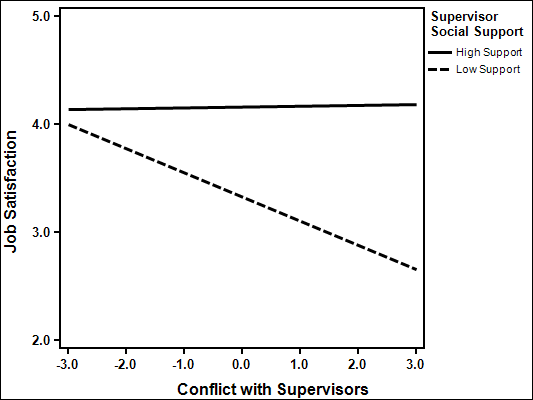 Supervisor
Social Support
High Support
Low Support
5.0
4.0
3.0
2.0
Job Satisfaction
-3.0 -2.0 -1.0 0.0 1.0 2.0 3.0
Conflict with Supervisors